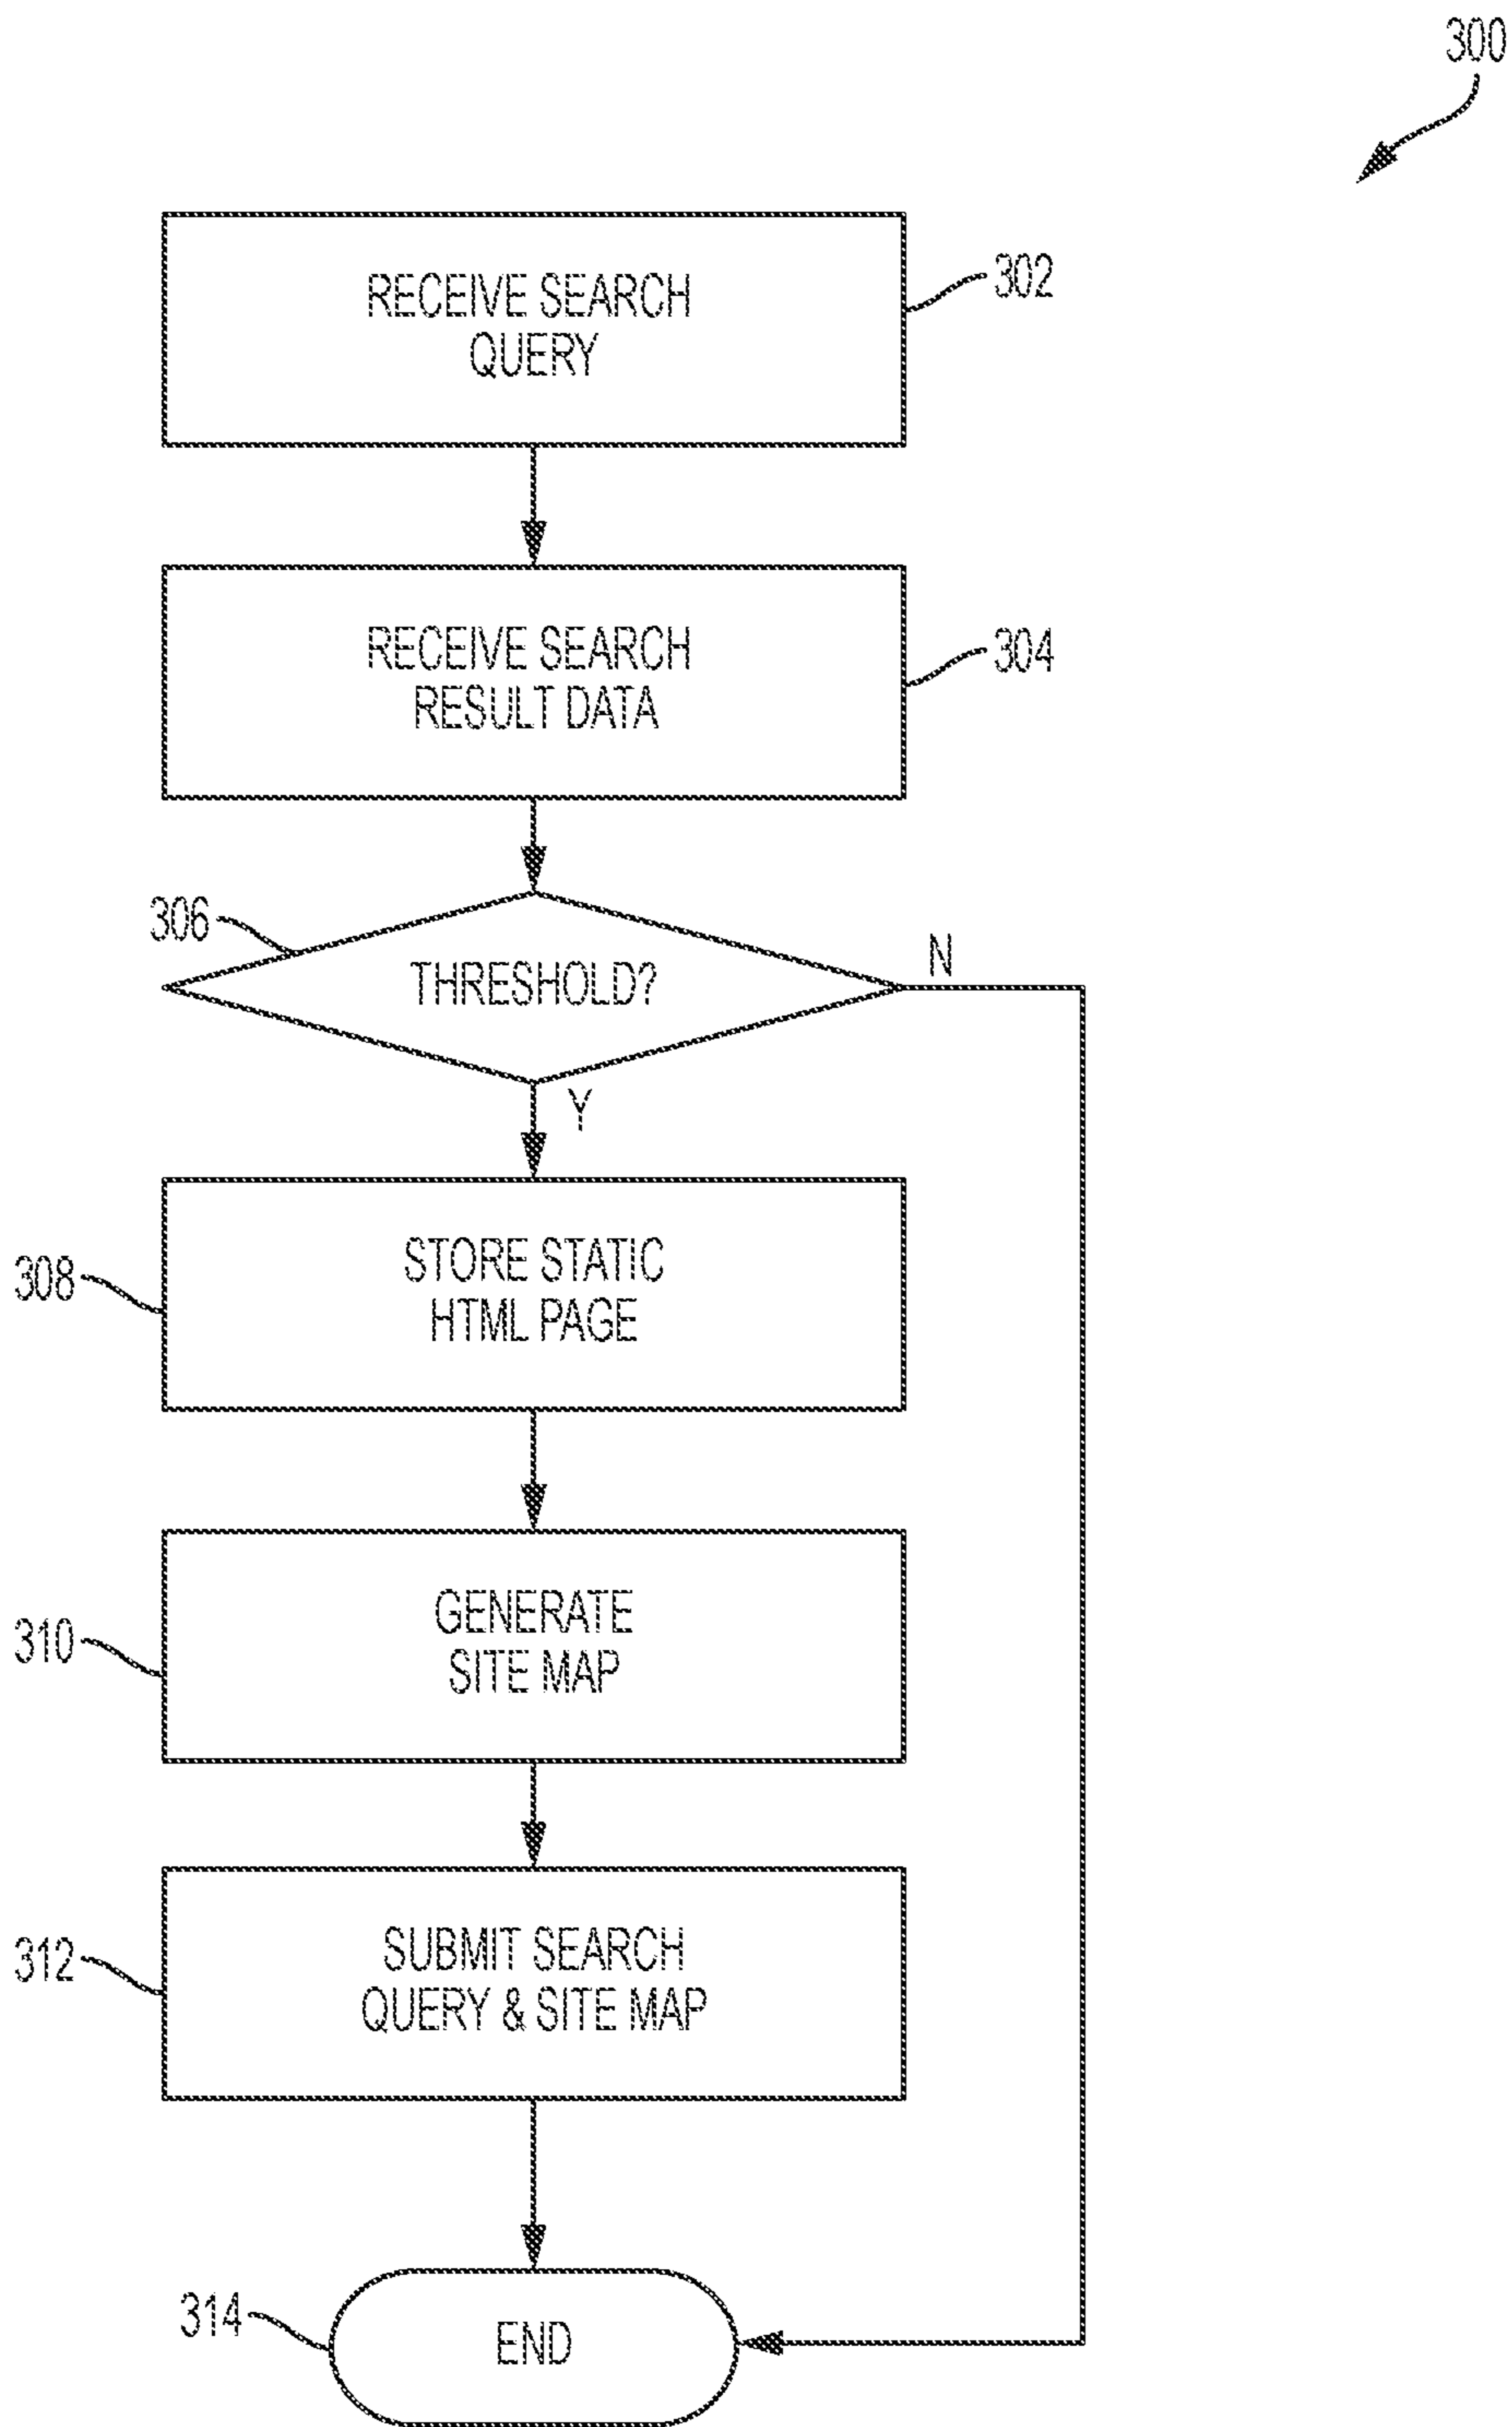 300
RECEIVE SEARCH
QUERY
302
RECEIVE SEARCH
RESULT DATA
304
306
THRESHOLD?
N
Y
STORE STATIC
HTML PAGE
308
GENERATE
SITE MAP
310
SUBMIT SEARCH
QUERY & SITE MAP
312
314
END